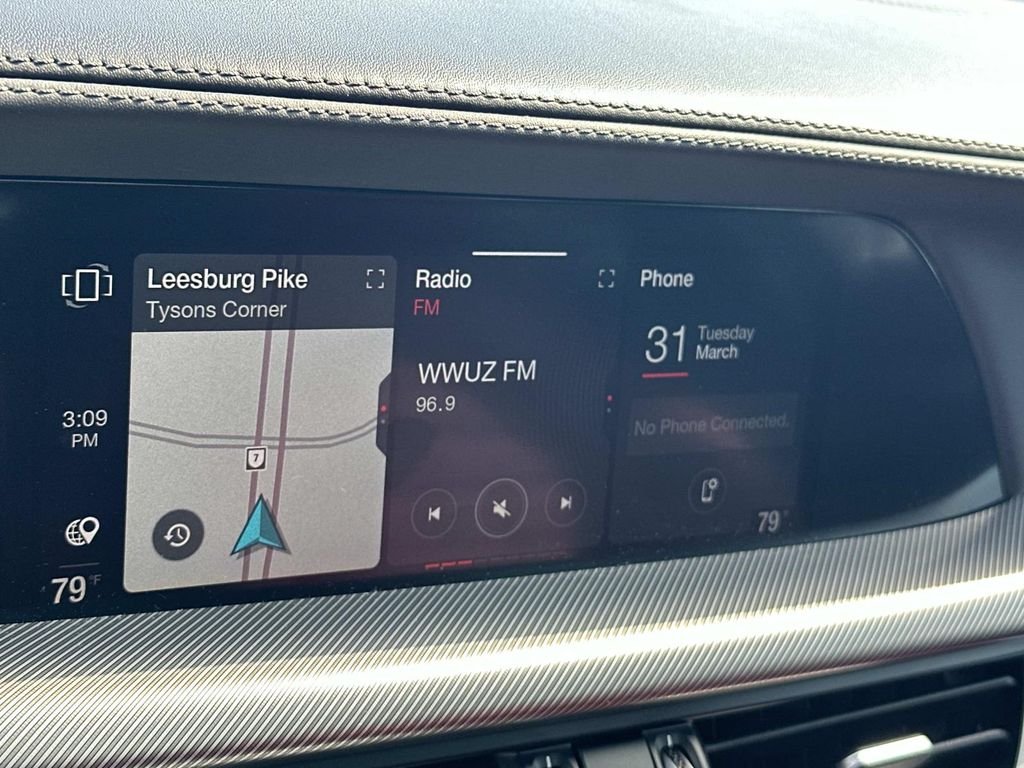 Leesburg Pike
Tysons Corner
7
3:09
PM
79°F
Radio
FM
WWUZ FM
96.9
Phone
31
Tuesday
March
No Phone Connected.
79°